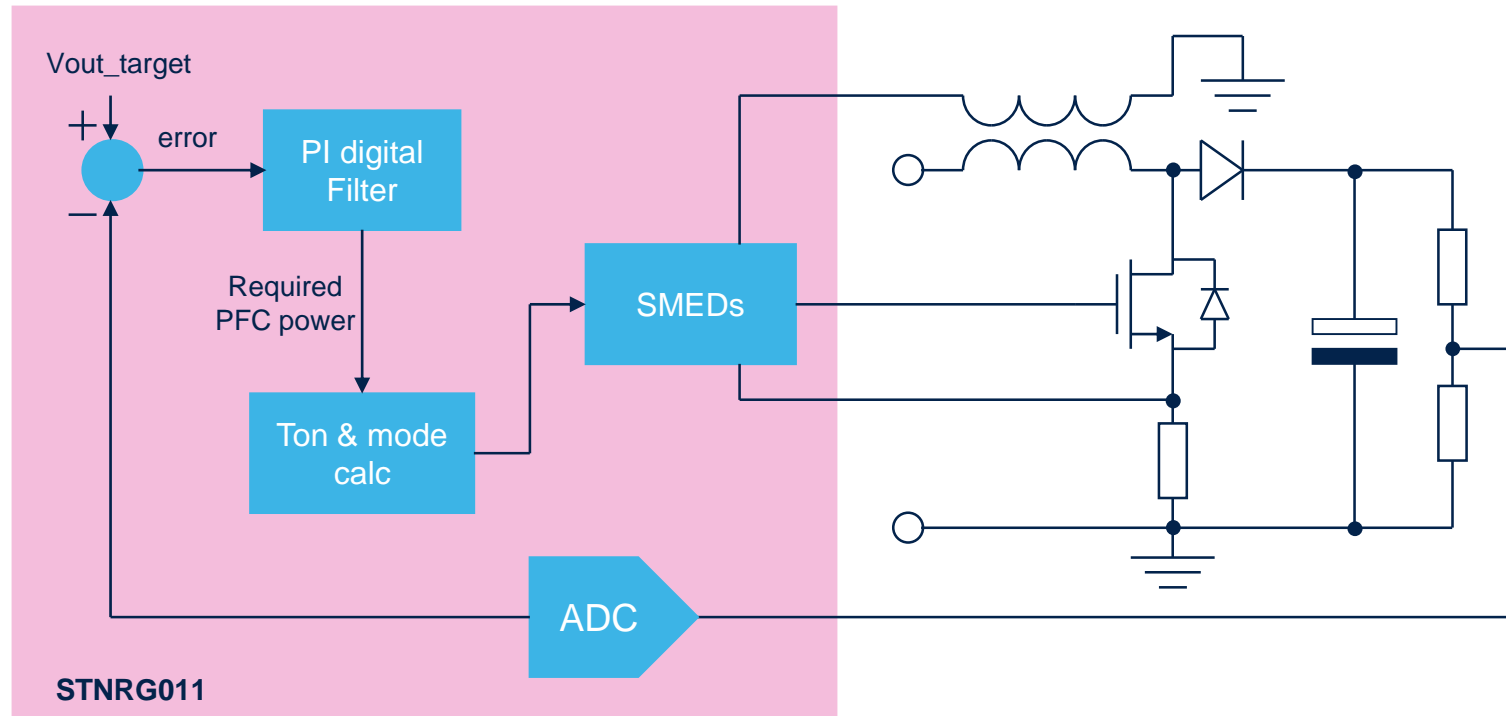 Vout_target
+
error
−
PI digital
Filter
Required
PFC power
SMEDs
Ton & mode
calc
ADC
STNRG011